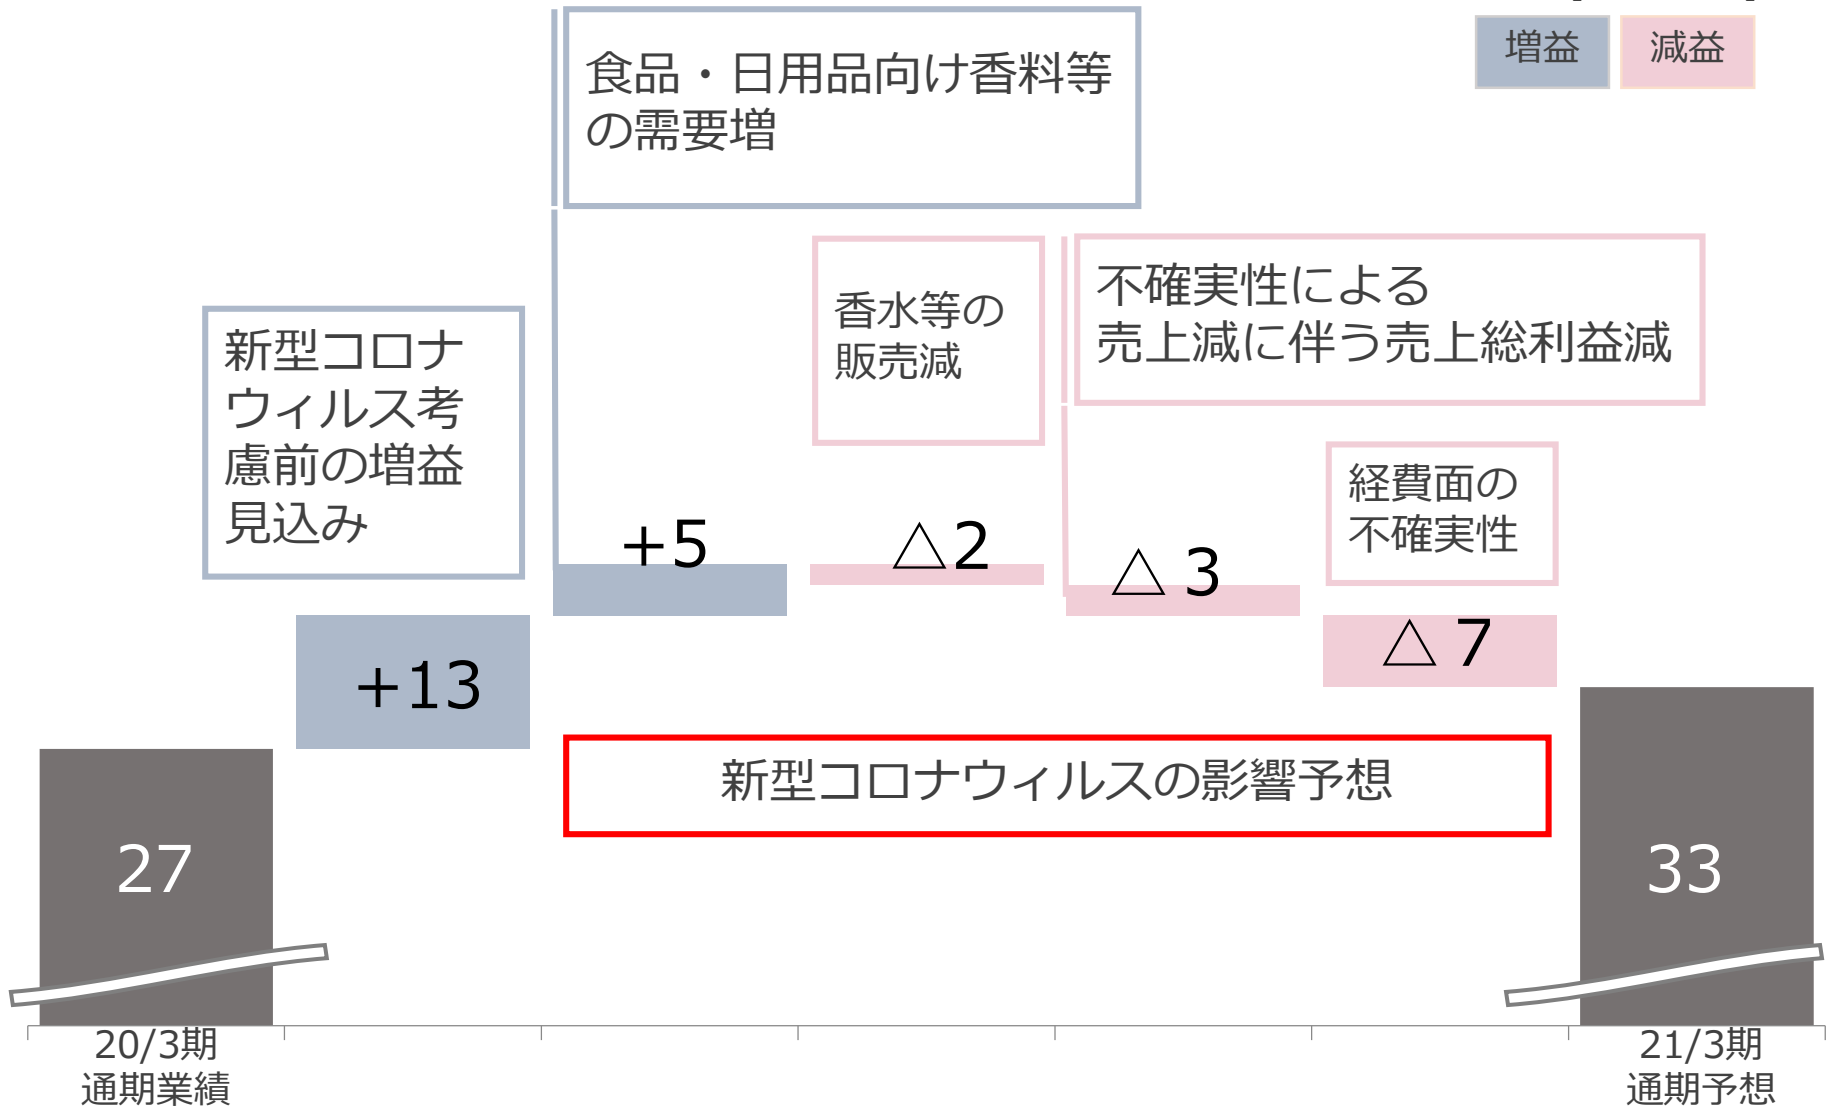 増益
減益
食品・日用品向け香料等
の需要増
香水等の
販売減
不確実性による
売上減に伴う売上総利益減
新型コロナ
ウィルス考
慮前の増益
見込み
経費面の
不確実性
+5
△2
△ 3
△ 7
+13
新型コロナウィルスの影響予想
27
33
20/3期
通期業績
21/3期
通期予想